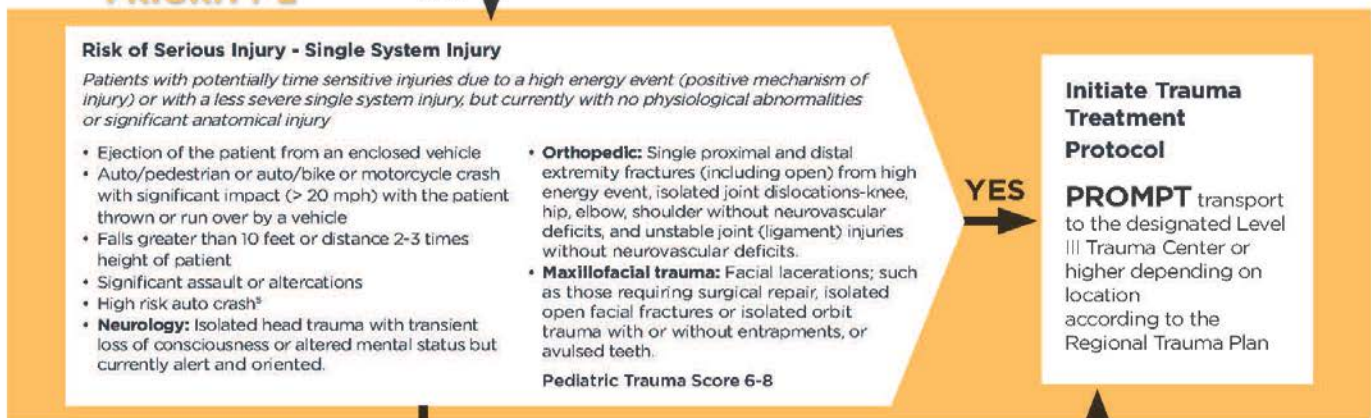 PRIORITY 2
Risk of Serious Injury - Single System Injury
Patients with potentially time sensitive injuries due to a high energy event (positive mechanism of
injury) or with a less severe single system injury, but currently with no physiological abnormalities
or significant anatomical injury
• Ejection of the patient from an enclosed vehicle
• Auto/pedestrian or auto/bike or motorcycle crash
with significant impact (> 20 mph) with the patient
thrown or run over by a vehicle
• Falls greater than 10 feet or distance 2-3 times
height of patient
• Significant assault or altercations
• High risk auto crash⁵
• Neurology: Isolated head trauma with transient
loss of consciousness or altered mental status but
currently alert and oriented.
• Orthopedic: Single proximal and distal
extremity fractures (including open) from high
energy event, isolated joint dislocations-knee,
hip, elbow, shoulder without neurovascular
deficits, and unstable joint (ligament) injuries
without neurovascular deficits.
• Maxillofacial trauma: Facial lacerations; such
as those requiring surgical repair, isolated
open facial fractures or isolated orbit
trauma with or without entrapments, or
avulsed teeth.
Pediatric Trauma Score 6-8
YES
Initiate Trauma
Treatment
Protocol
PROMPT transport
to the designated Level
III Trauma Center or
higher depending on
location
according to the
Regional Trauma Plan